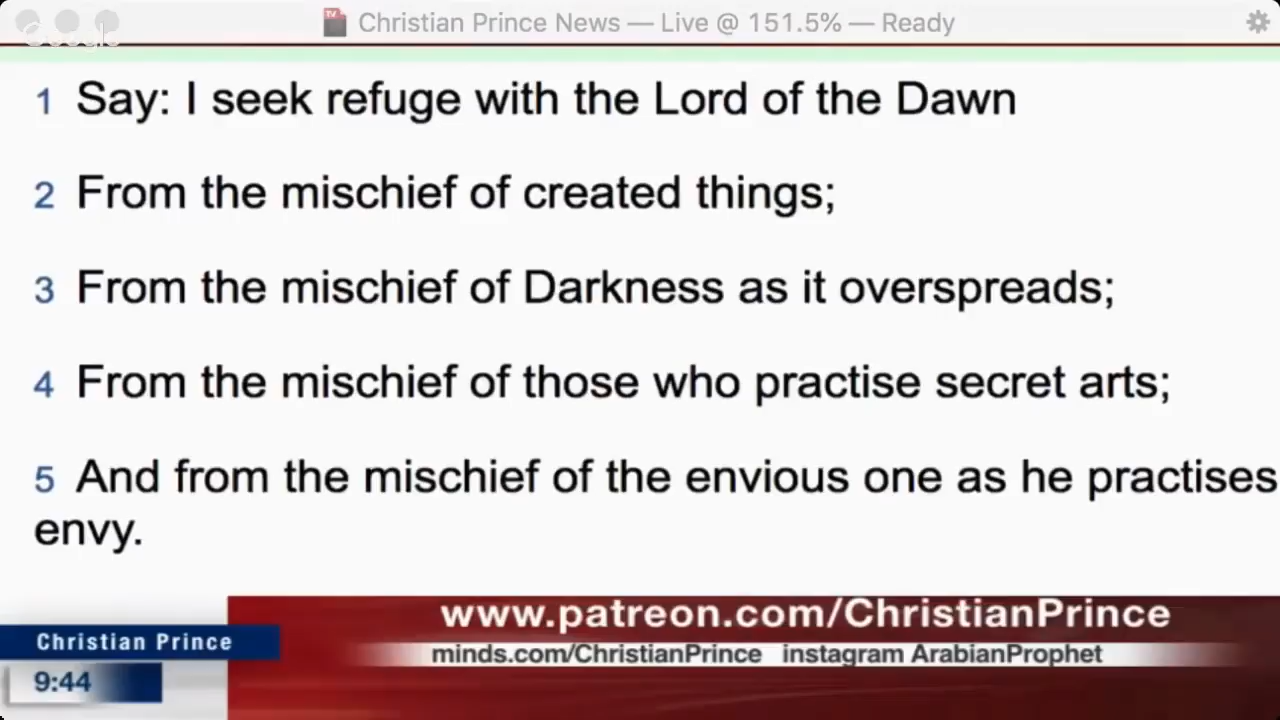 Christian Prince News — Live @ 151.5% — Ready
Google
1 Say: I seek refuge with the Lord of the Dawn
2 From the mischief of created things;
3 From the mischief of Darkness as it overspreads;
4 From the mischief of those who practise secret arts;
5 And from the mischief of the envious one as he practises
envy.
www.patreon.com/ChristianPrince
Christian Prince
minds.com/ChristianPrince instagram ArabianProphet
9:44